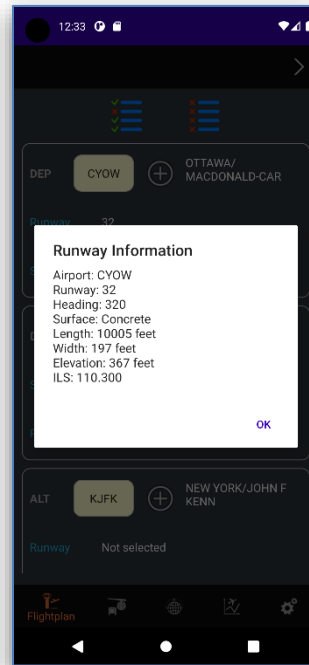 12:33
DEP
CYOW
OTTAWA/
MACDONALD-CAR
Runway 32
Runway Information
Airport: CYOW
Runway: 32
Heading: 320
Surface: Concrete
Length: 10005 feet
Width: 197 feet
Elevation: 367 feet
ILS: 110.300
OK
ALT
KJFK
NEW YORK/JOHN F
KENN
Runway Not selected
Flightplan